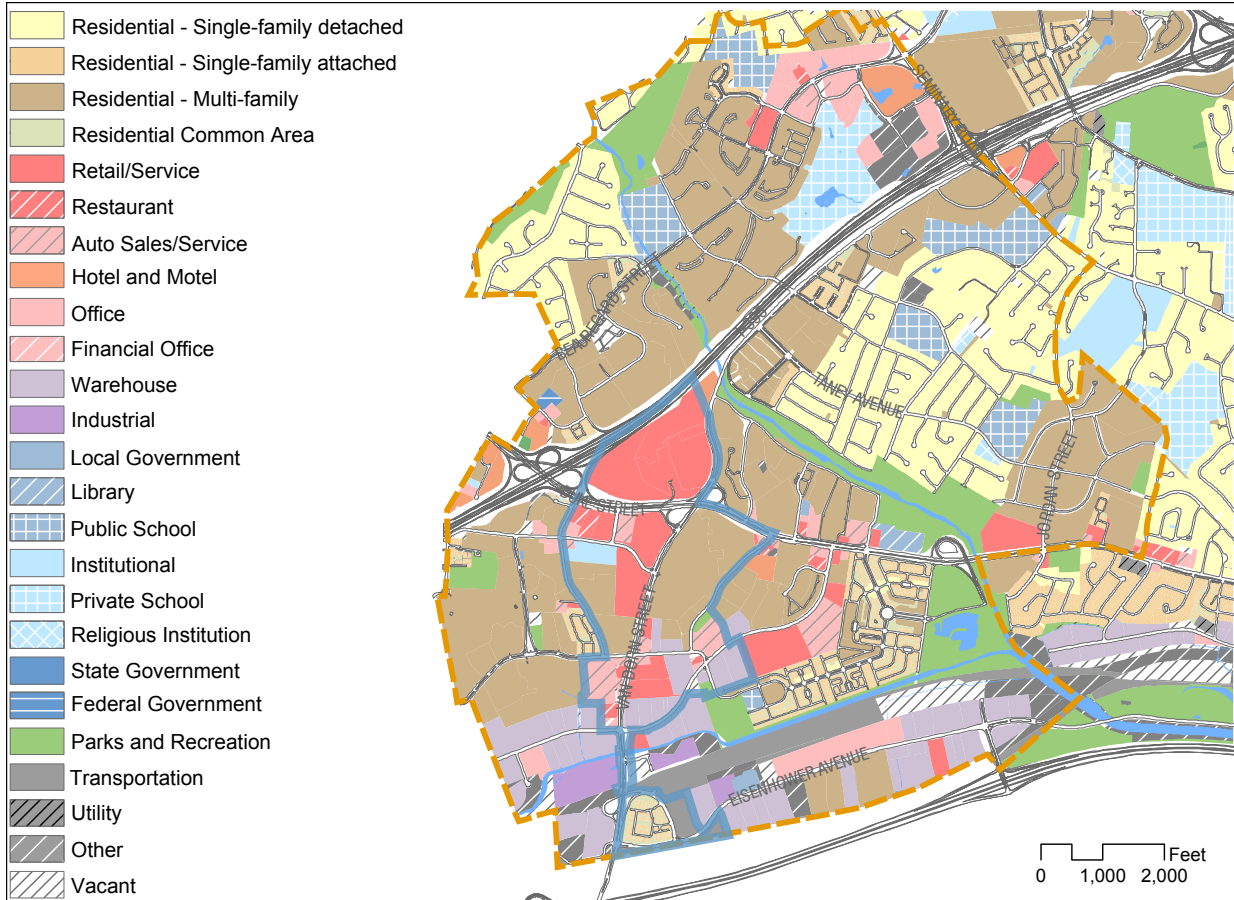 Residential - Single-family detached
Residential - Single-family attached
Residential - Multi-family
Residential Common Area
Retail/Service
Restaurant
Auto Sales/Service
Hotel and Motel
Office
Financial Office
Warehouse
Industrial
Local Government
Library
Public School
Institutional
Private School
Religious Institution
State Government
Federal Government
Parks and Recreation
Transportation
Utility
Other
Vacant
BEAUREGARD STREET
TANEY AVENUE
JORDAN STREET
VAN DORN STREET
EISENHOWER AVENUE
Feet
0 1,000 2,000